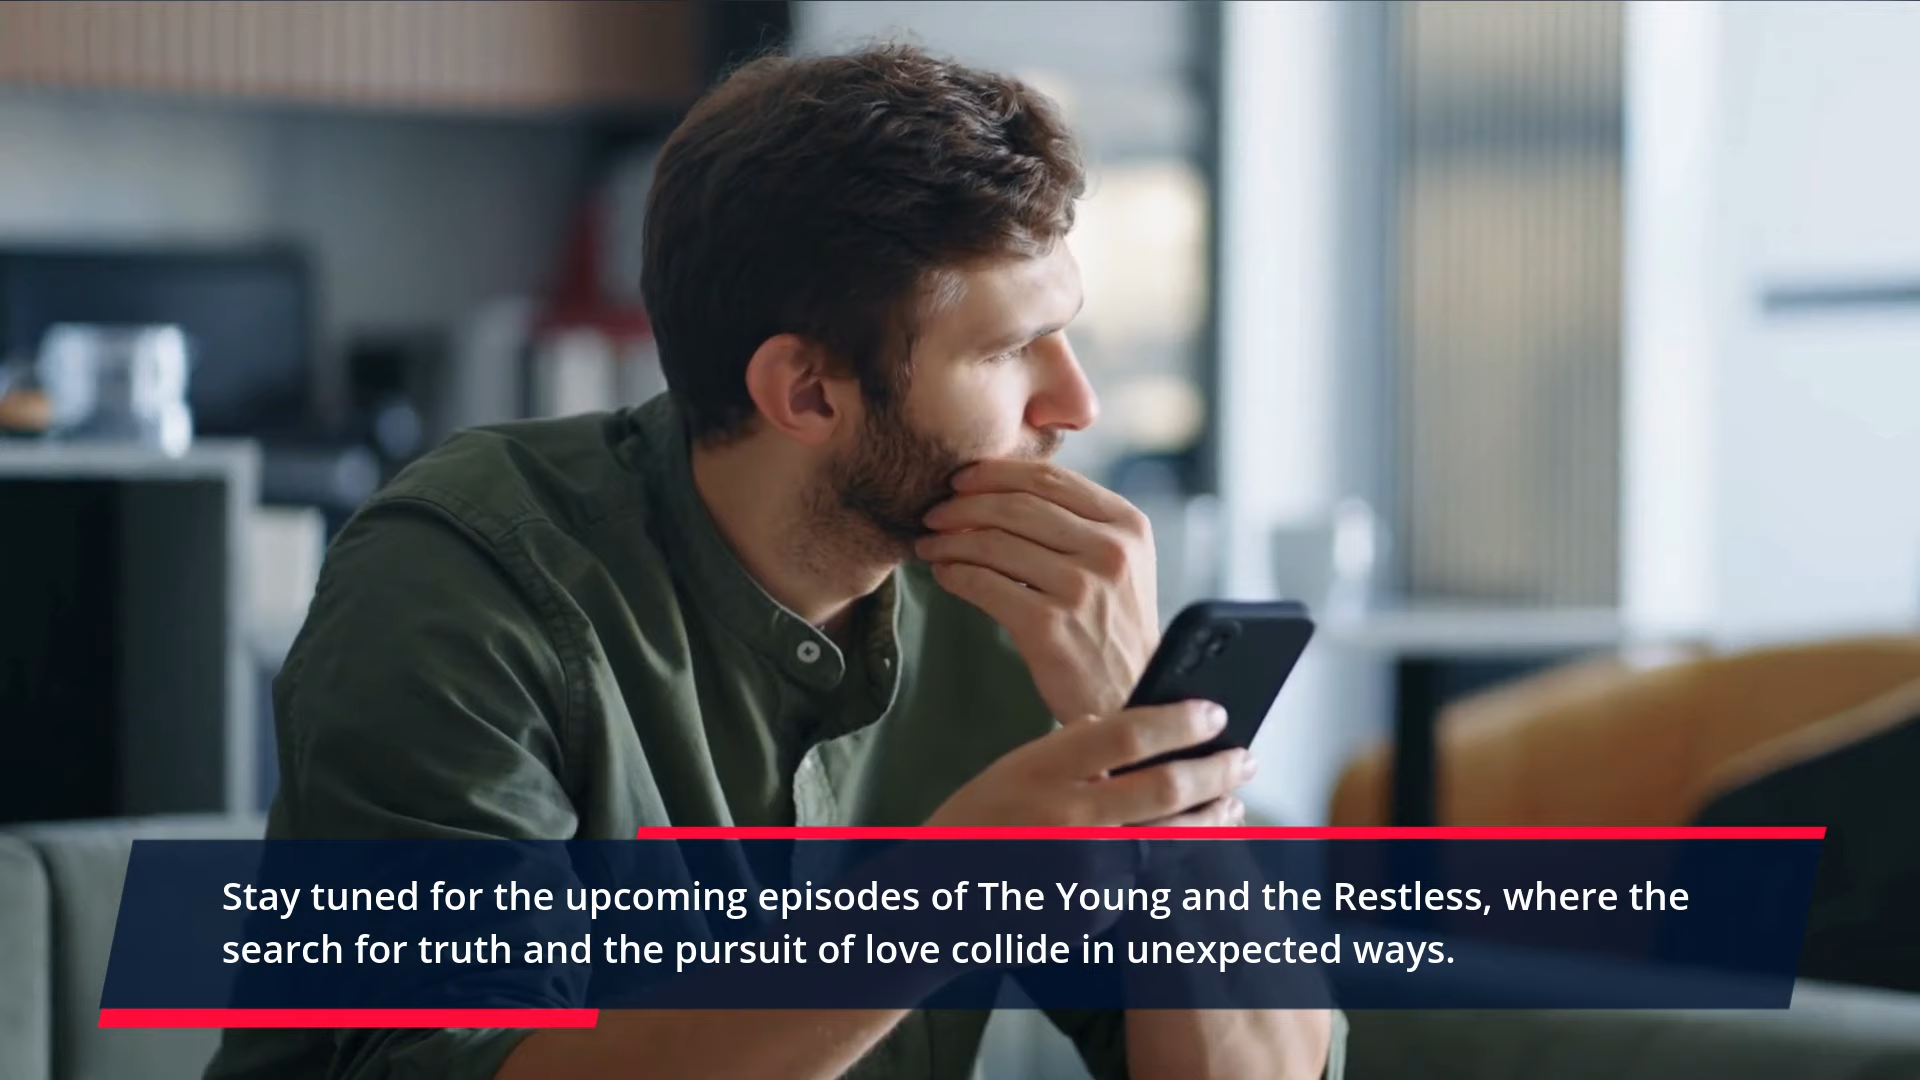 Stay tuned for the upcoming episodes of The Young and the Restless, where the
search for truth and the pursuit of love collide in unexpected ways.